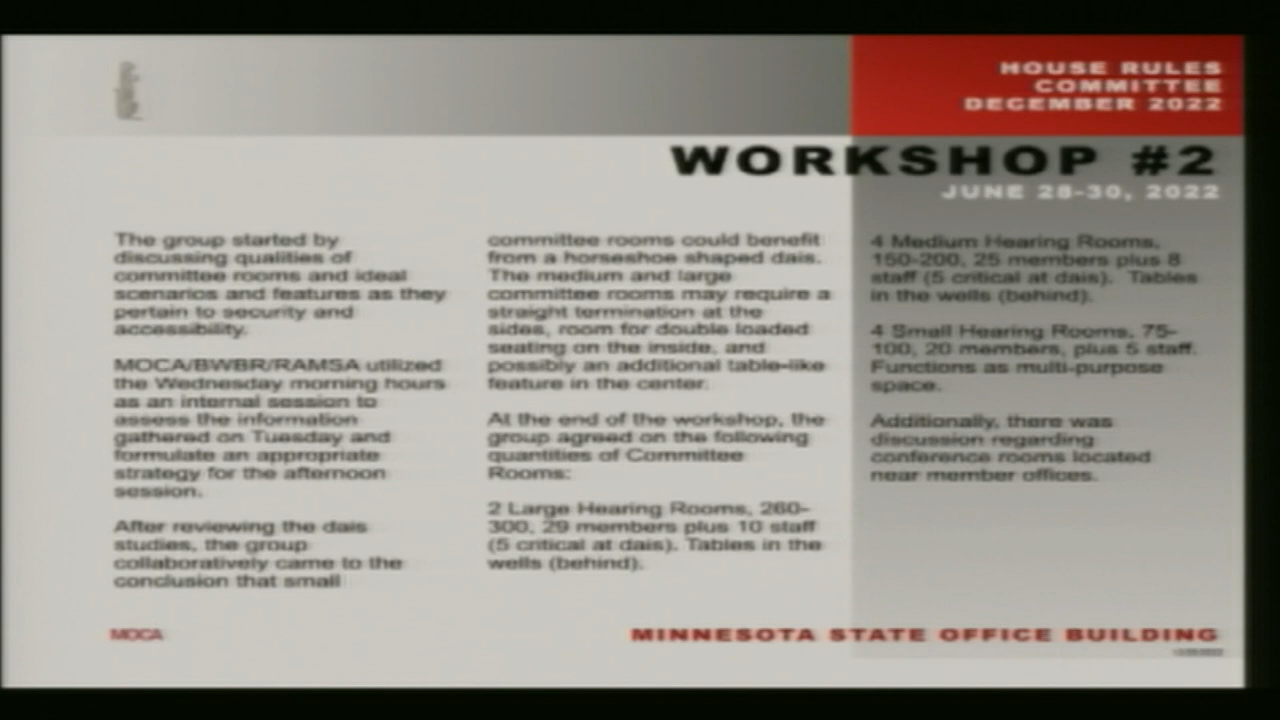 HOUSE RULES
COMMITTEE
DECEMBER 2022
WORKSHOP #2
JUNE 28-30, 2022
The group started by
discussing qualities of
committee rooms and ideal
scenarios and features as they
pertain to security and
accessibility.
MOCA/BWBR/RAMSA utilized
the Wednesday morning hours
as an internal session to
assess the information
gathered on Tuesday and
formulate an appropriate
strategy for the afternoon
session.
After reviewing the dais
studies, the group
collaboratively came to the
conclusion that small
committee rooms could benefit
from a horseshoe shaped dais.
The medium and large
committee rooms may require a
straight termination at the
sides, room for double loaded
seating on the inside, and
possibly an additional table-like
feature in the center.
At the end of the workshop, the
group agreed on the following
quantities of Committee
Rooms:
2 Large Hearing Rooms, 260-
300, 29 members plus 10 staff
(5 critical at dais). Tables in the
wells (behind).
4 Medium Hearing Rooms,
150-200, 25 members plus 8
staff (5 critical at dais). Tables
in the wells (behind).
4 Small Hearing Rooms, 75-
100, 20 members, plus 5 staff.
Functions as multi-purpose
space.
Additionally, there was
discussion regarding
conference rooms located
near member offices.
MOCA
MINNESOTA STATE OFFICE BUILDING